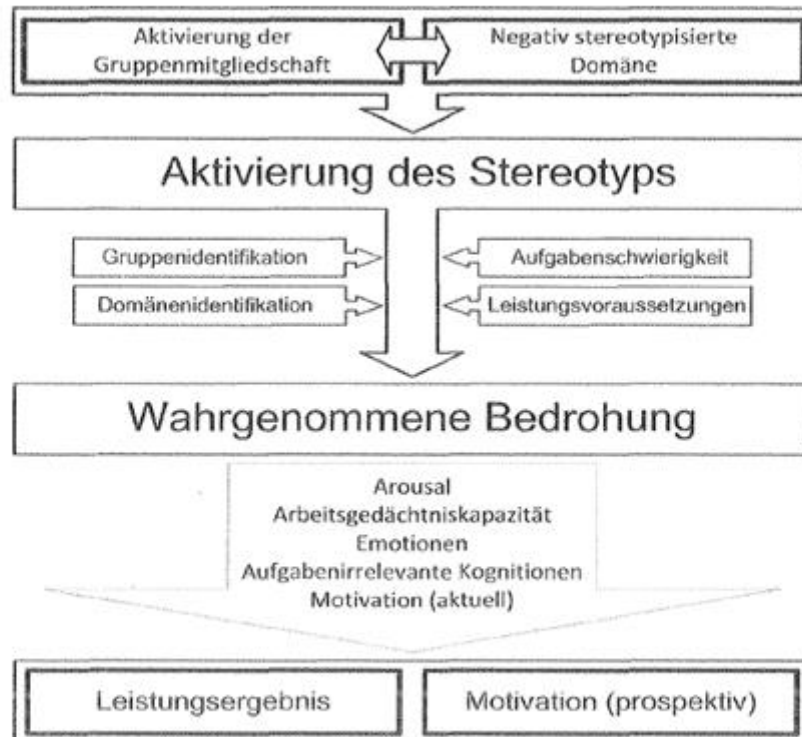 Aktivierung der
Gruppenmitgliedschaft
Negativ stereotypisierte
Domäne
Aktivierung des Stereotyps
Gruppenidentifikation
Aufgabenschwierigkeit
Domänenidentifikation
Leistungsvoraussetzungen
Wahrgenommene Bedrohung
Arousal
Arbeitsgedächtniskapazität
Emotionen
Aufgabenirrelevante Kognitionen
Motivation (aktuell)
Leistungsergebnis
Motivation (prospektiv)